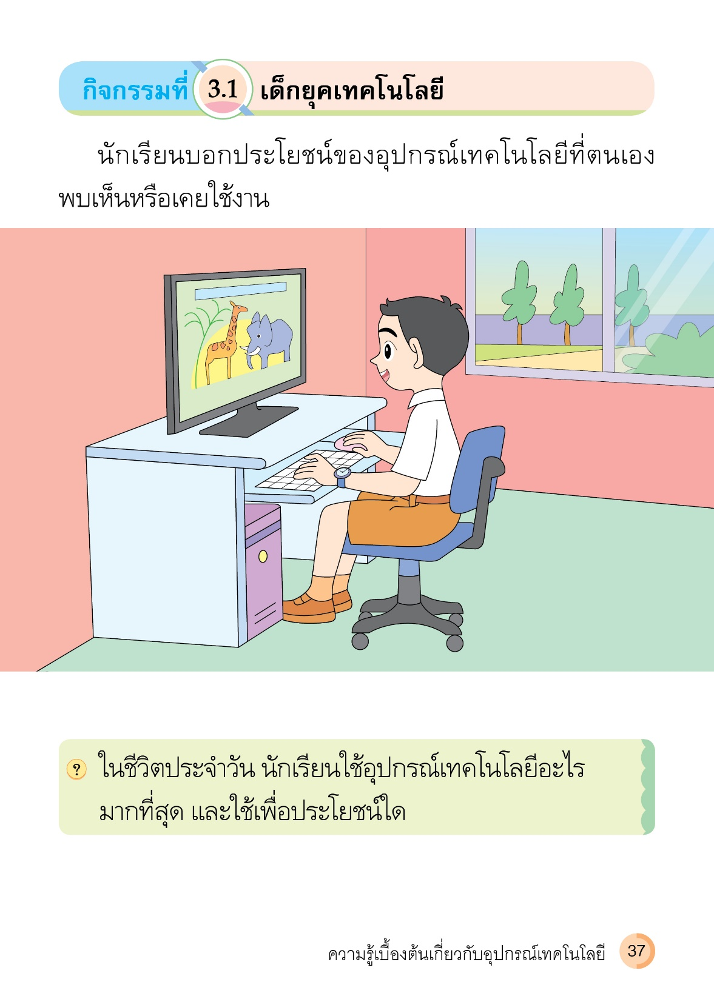 กิจกรรมที่ 3.1 เด็กยุคเทคโนโลยี
นักเรียนบอกประโยชน์ของอุปกรณ์เทคโนโลยีที่ตนเอง
พบเห็นหรือเคยใช้งาน
? ในชีวิตประจำวัน นักเรียนใช้อุปกรณ์เทคโนโลยีอะไร
มากที่สุด และใช้เพื่อประโยชน์ใด
ความรู้เบื้องต้นเกี่ยวกับอุปกรณ์เทคโนโลยี 37